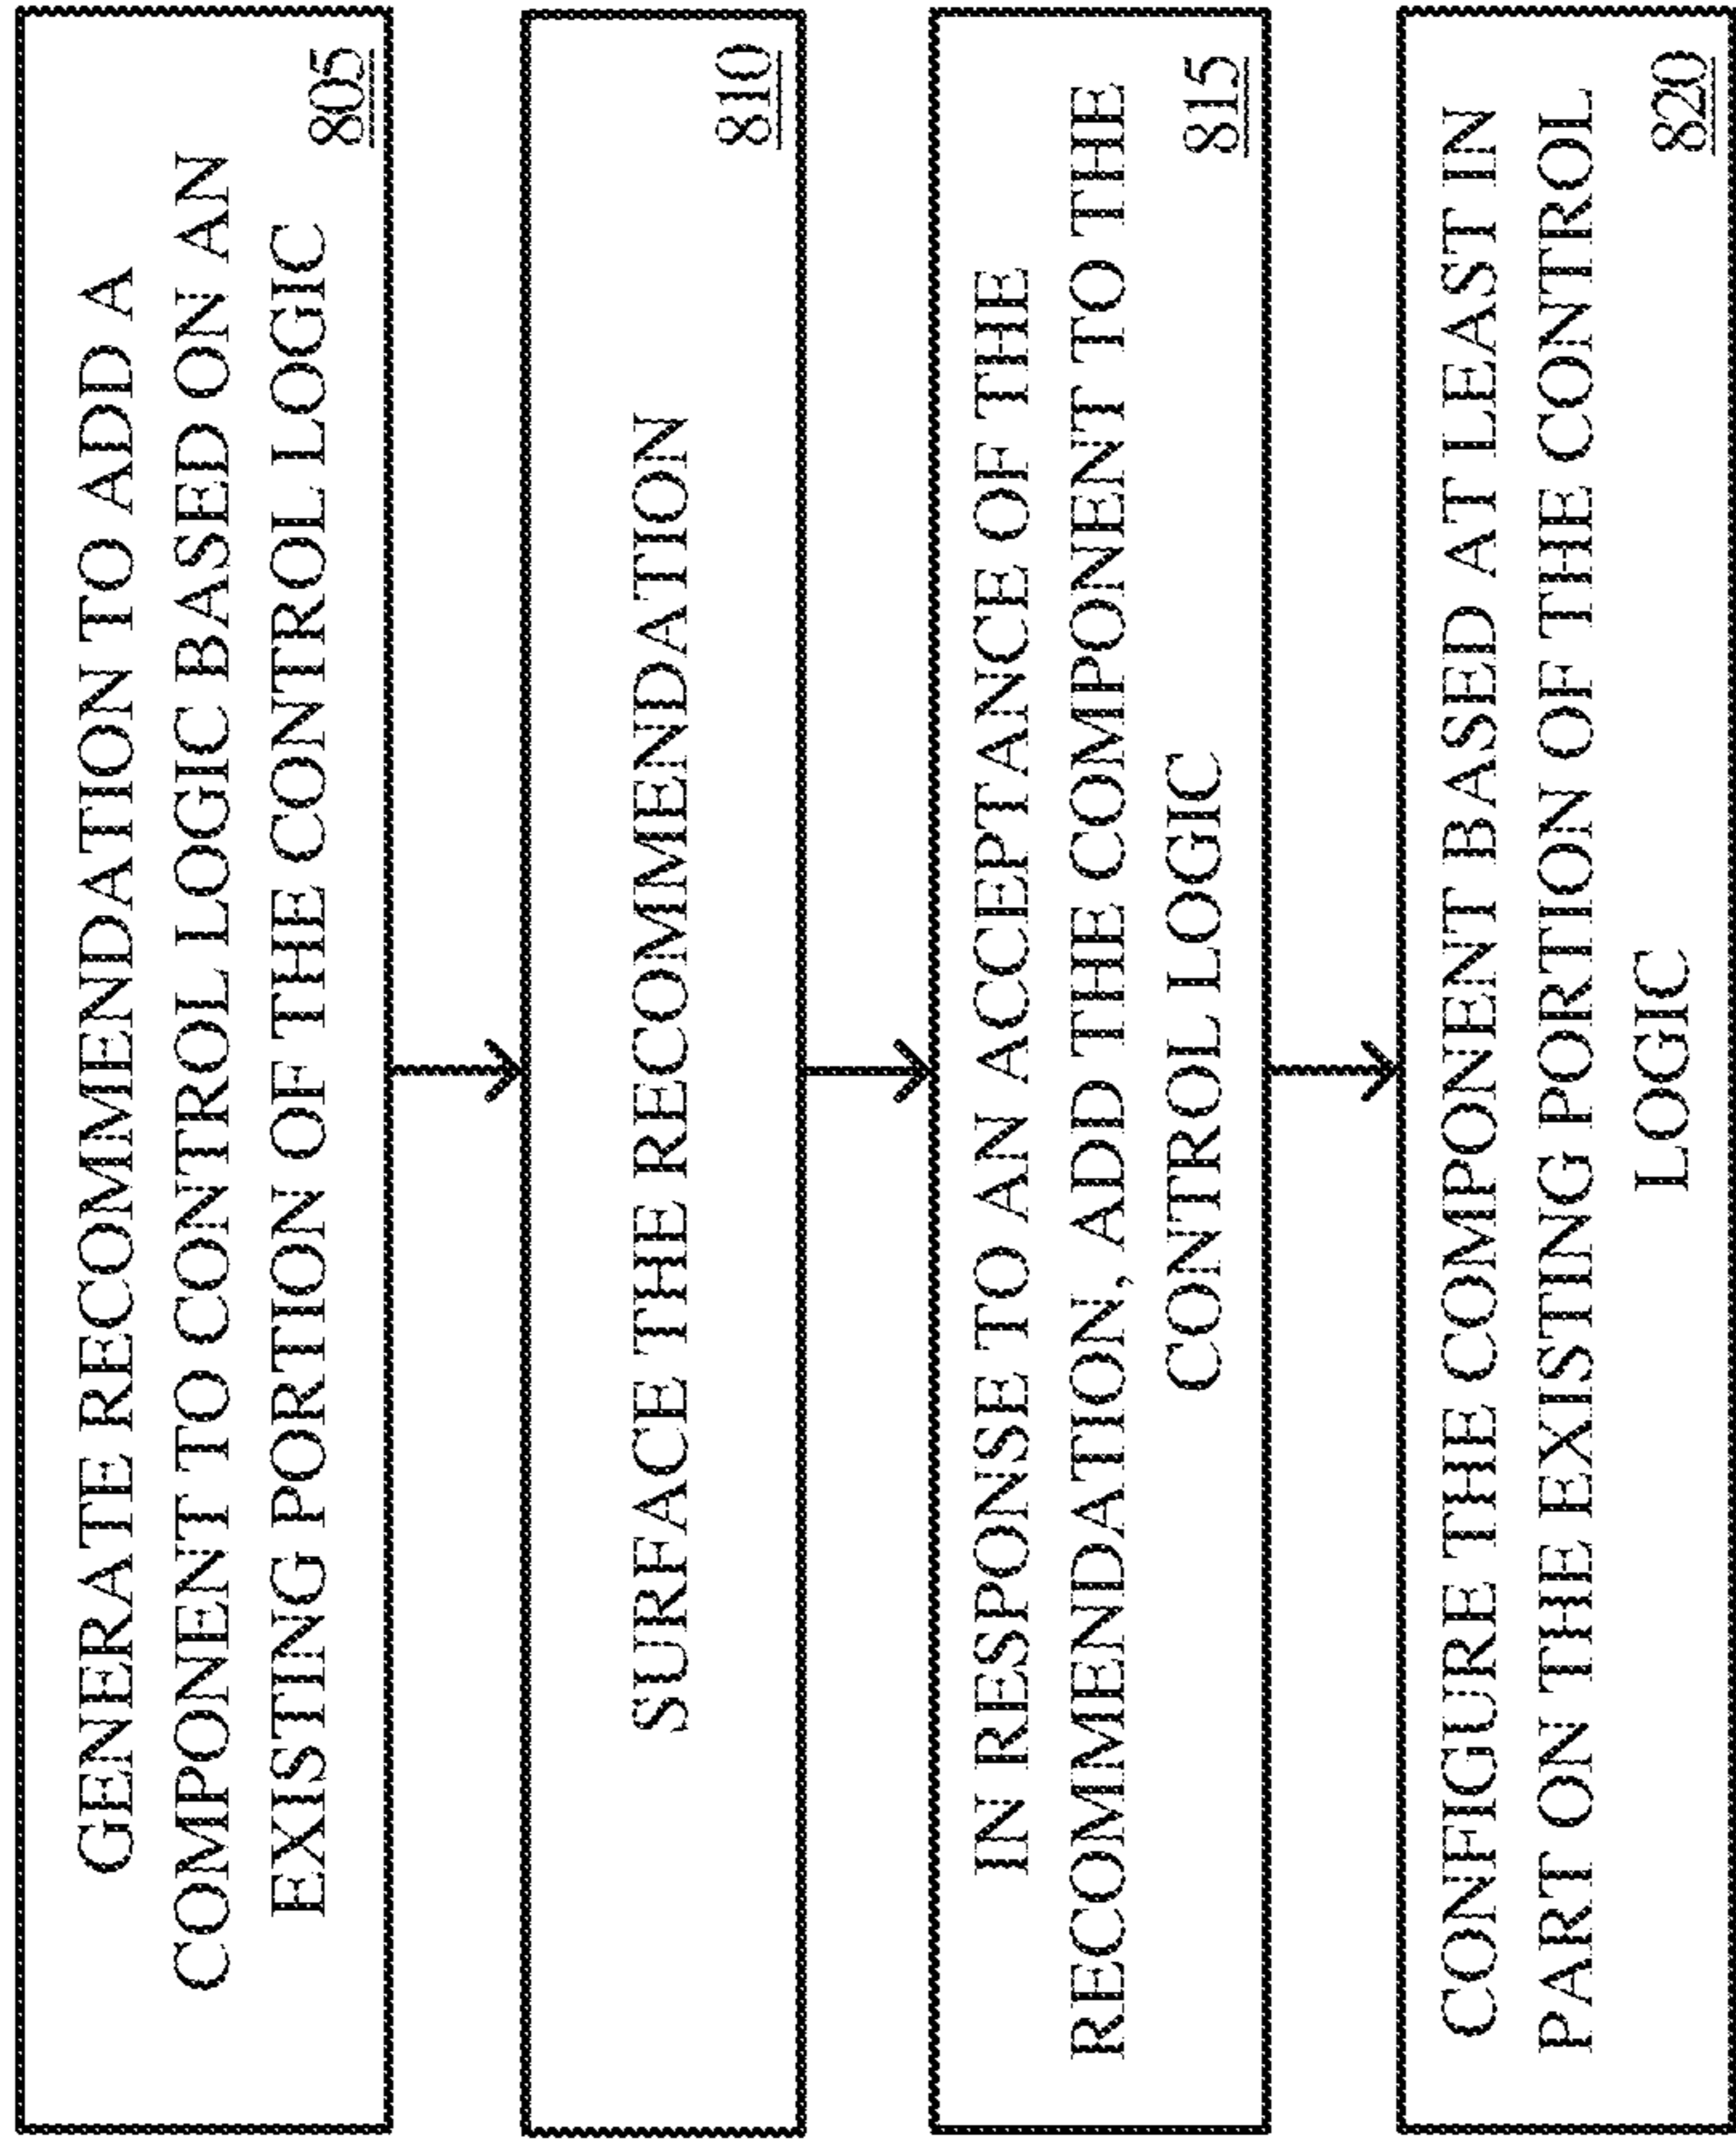 GENERATE RECOMMENDATION TO ADD A
COMPONENT TO CONTROL LOGIC BASED ON AN
EXISTING PORTION OF THE CONTROL LOGIC
805
SURFACE THE RECOMMENDATION
810
IN RESPONSE TO AN ACCEPTANCE OF THE
RECOMMENDATION, ADD THE COMPONENT TO THE
CONTROL LOGIC
815
CONFIGURE THE COMPONENT BASED AT LEAST IN
PART ON THE EXISTING PORTION OF THE CONTROL
LOGIC
820